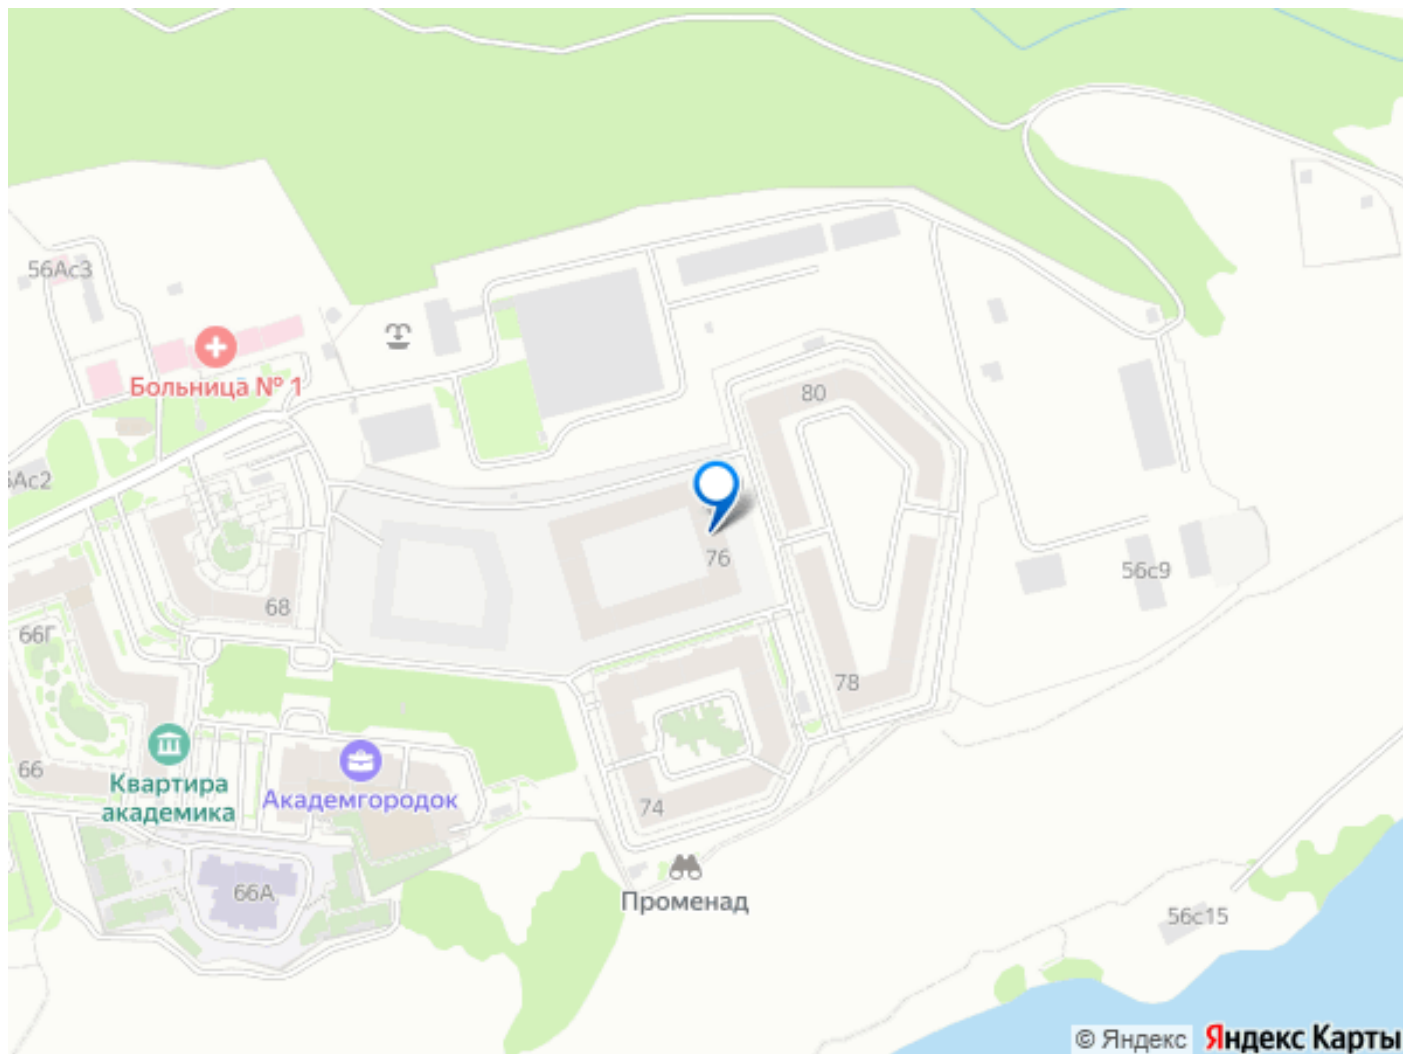 56Ас3
Больница № 1
80
Ас2
76
56с9
68
66Г
78
66
Квартира
академика
Академгородок
74
66А
Променад
56с15
© Яндекс
Яндекс Карты